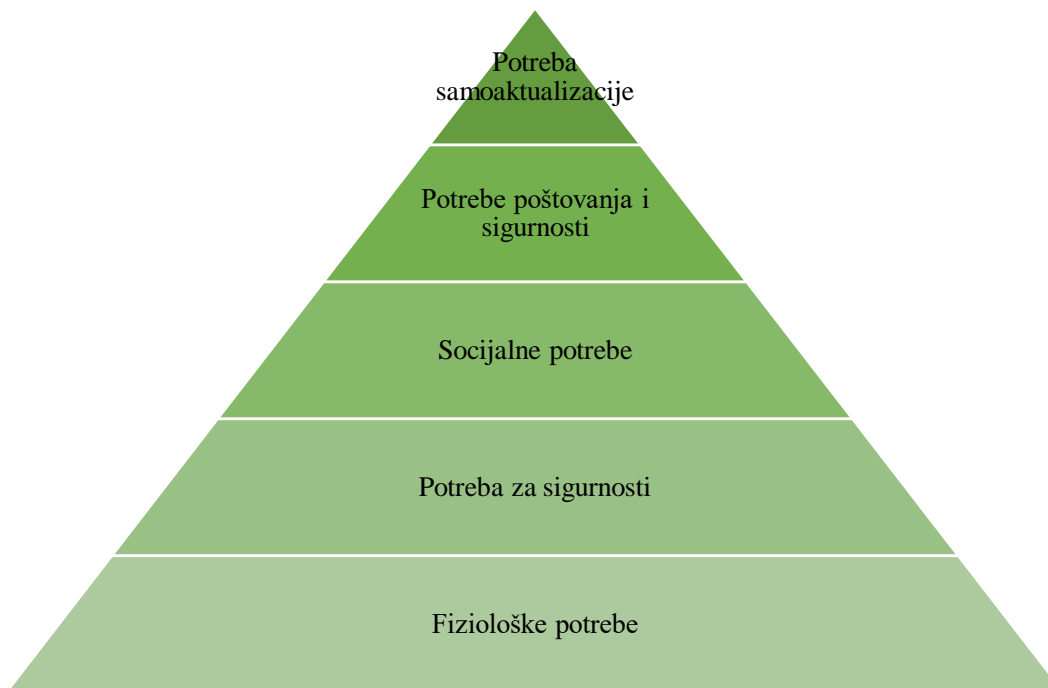 Potreba
samoaktualizacije
Potrebe poštovanja i
sigurnosti
Socijalne potrebe
Potreba za sigurnosti
Fiziološke potrebe